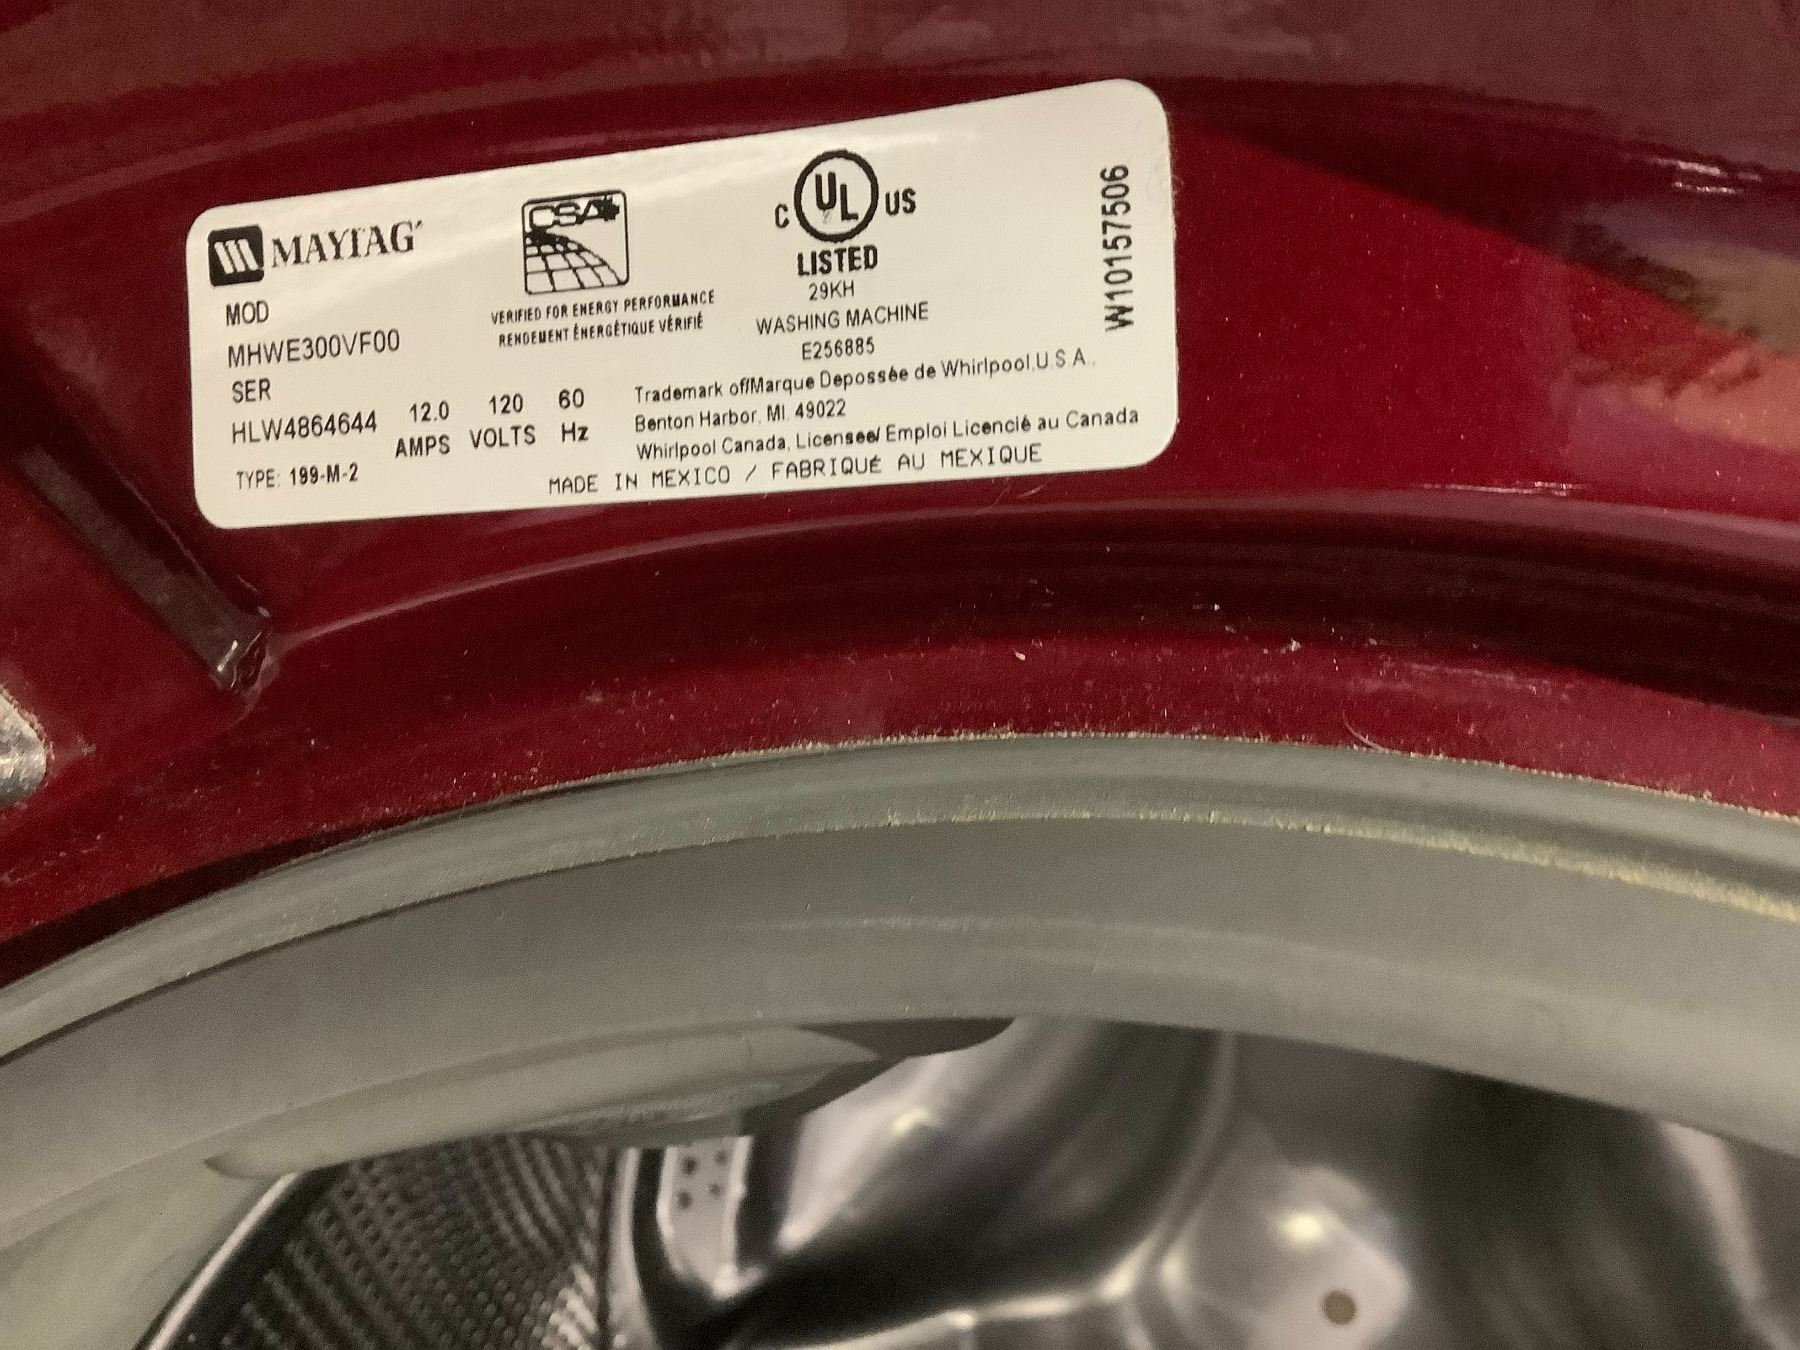 MAYTAG
MOD
MHWE300VF00
SER
HLW4864644
TYPE: 199-M-2
12.0 120 60
AMPS VOLTS Hz
CSA
VERIFIED FOR ENERGY PERFORMANCE
RENDEMENT ÉNERGÉTIQUE VÉRIFIÉ
C UL US
LISTED
29KH
WASHING MACHINE
E256885
Trademark of/Marque Depossée de Whirlpool,U.S.A.,
Benton Harbor, MI. 49022
Whirlpool Canada, Licensee/ Emploi Licencié au Canada
MADE IN MEXICO / FABRIQUÉ AU MEXIQUE
W10157506